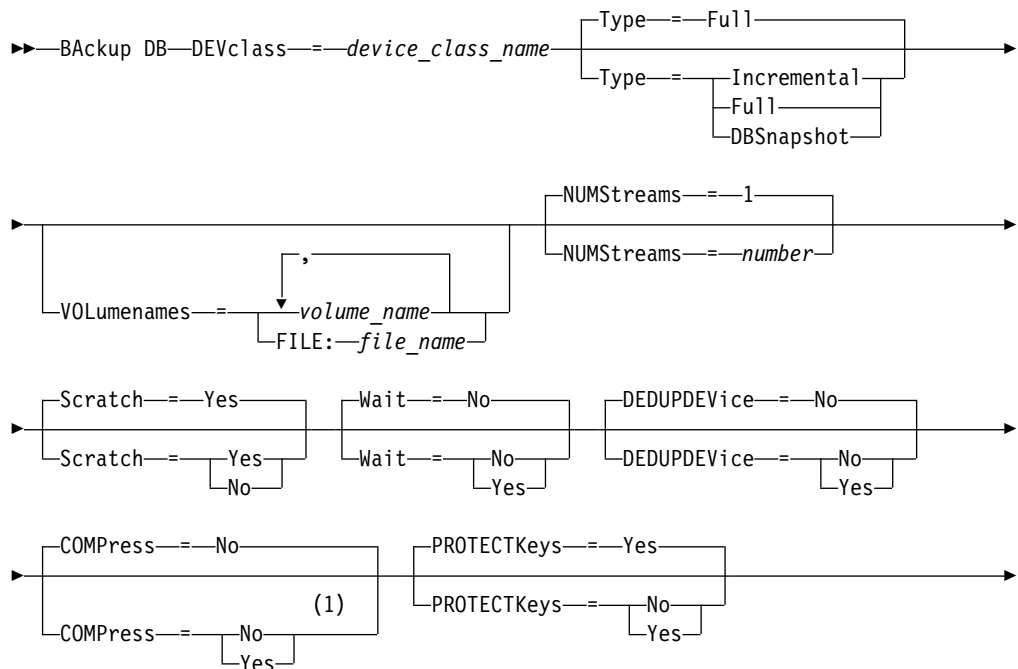 Type = Full
BAckup DB DEVclass = device_class_name
Type = Incremental
Full
DBSnapshot
NUMStreams = 1
NUMStreams = number
,
VOLumenames = volume_name
FILE: file_name
Scratch = Yes
Wait = No
DEDUPDEVice = No
Scratch = Yes
No
Wait = No
Yes
DEDUPDEVice = No
Yes
COMPress = No
PROTECTKeys = Yes
(1)
COMPress = No
Yes
PROTECTKeys = No
Yes